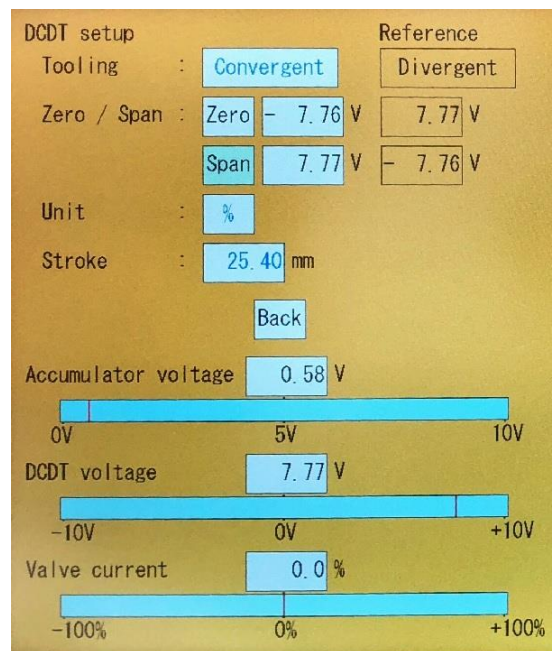 DCDT setup Reference
Tooling : Convergent Divergent
Zero / Span : Zero - 7.76 V 7.77 V
Span 7.77 V - 7.76 V
Unit : %
Stroke : 25.40 mm
Back
Accumulator voltage 0.58 V
0V 5V 10V
DCDT voltage 7.77 V
-10V 0V +10V
Valve current 0.0 %
-100% 0% +100%